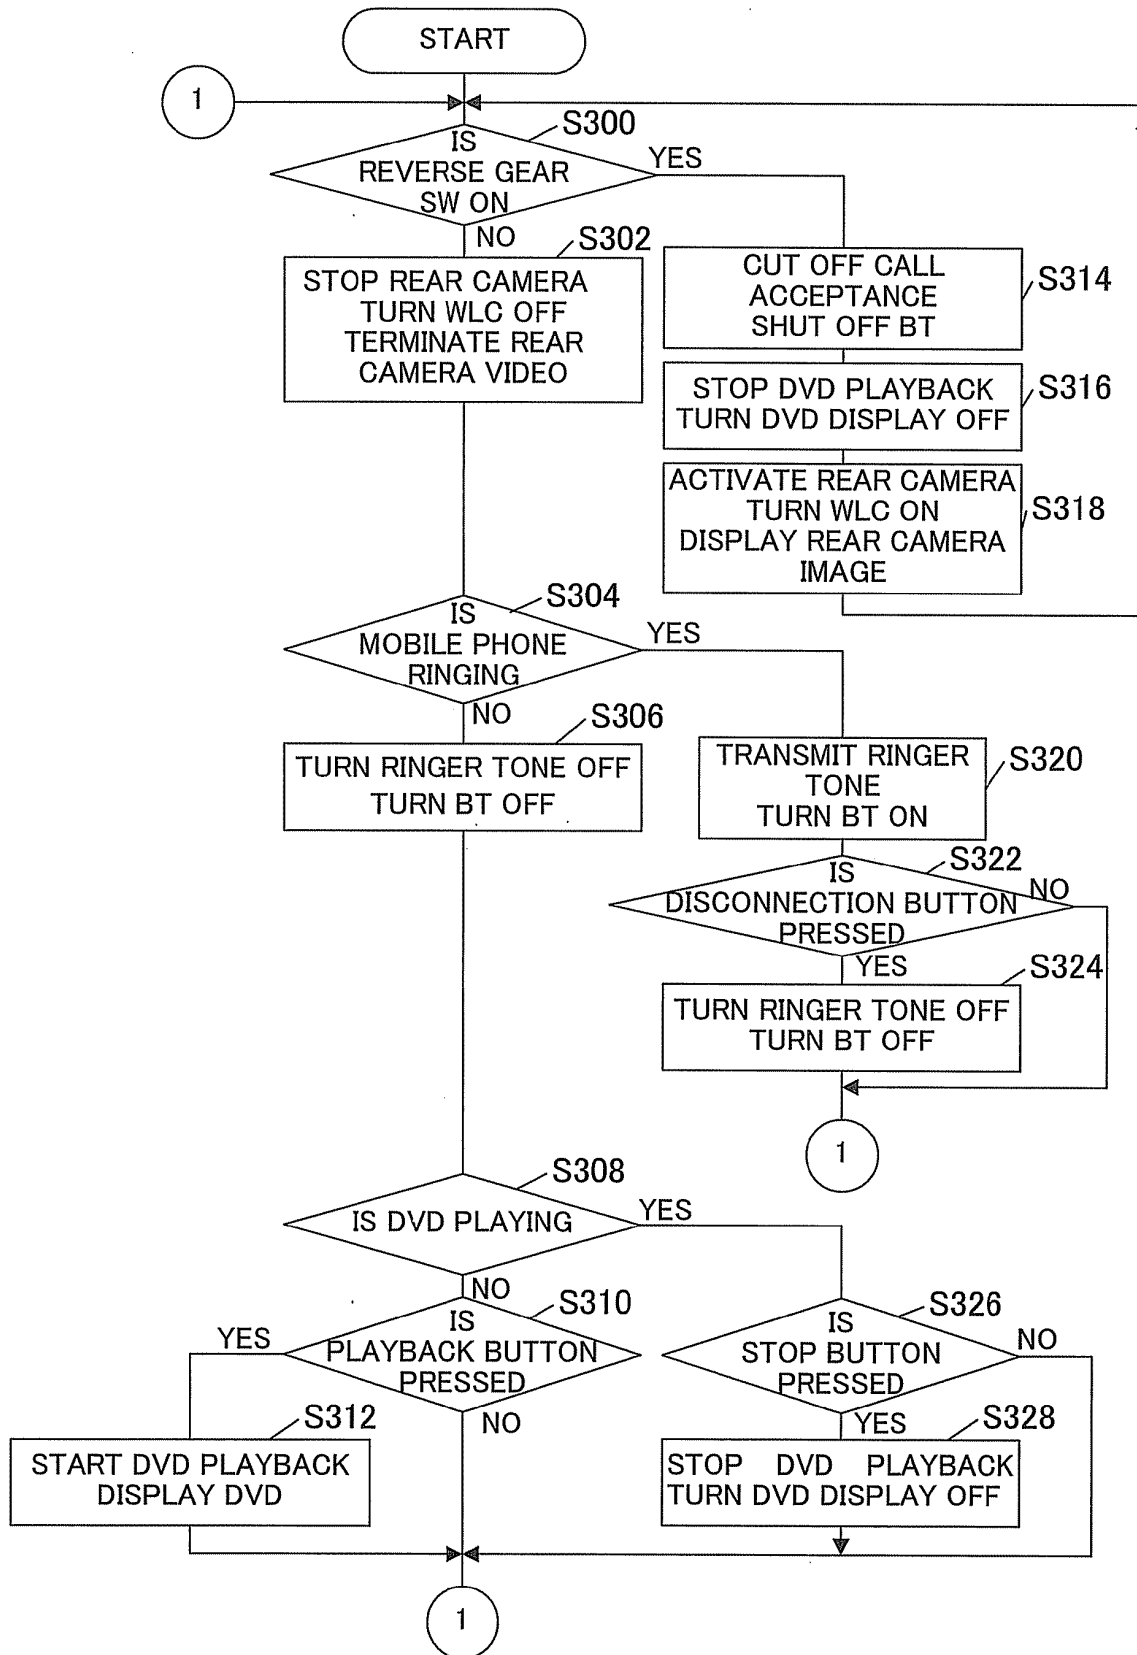 START
1
S300
IS
REVERSE GEAR
SW ON
YES
NO
S302
STOP REAR CAMERA
TURN WLC OFF
TERMINATE REAR
CAMERA VIDEO
CUT OFF CALL
ACCEPTANCE
SHUT OFF BT
S314
STOP DVD PLAYBACK
TURN DVD DISPLAY OFF
S316
ACTIVATE REAR CAMERA
TURN WLC ON
DISPLAY REAR CAMERA
IMAGE
S318
S304
IS
MOBILE PHONE
RINGING
YES
NO
S306
TURN RINGER TONE OFF
TURN BT OFF
TRANSMIT RINGER
TONE
TURN BT ON
S320
S322
IS
DISCONNECTION BUTTON
PRESSED
NO
YES
S324
TURN RINGER TONE OFF
TURN BT OFF
1
S308
IS DVD PLAYING
YES
NO
S310
IS
PLAYBACK BUTTON
PRESSED
YES
NO
S312
START DVD PLAYBACK
DISPLAY DVD
S326
IS
STOP BUTTON
PRESSED
NO
YES
S328
STOP DVD PLAYBACK
TURN DVD DISPLAY OFF
1